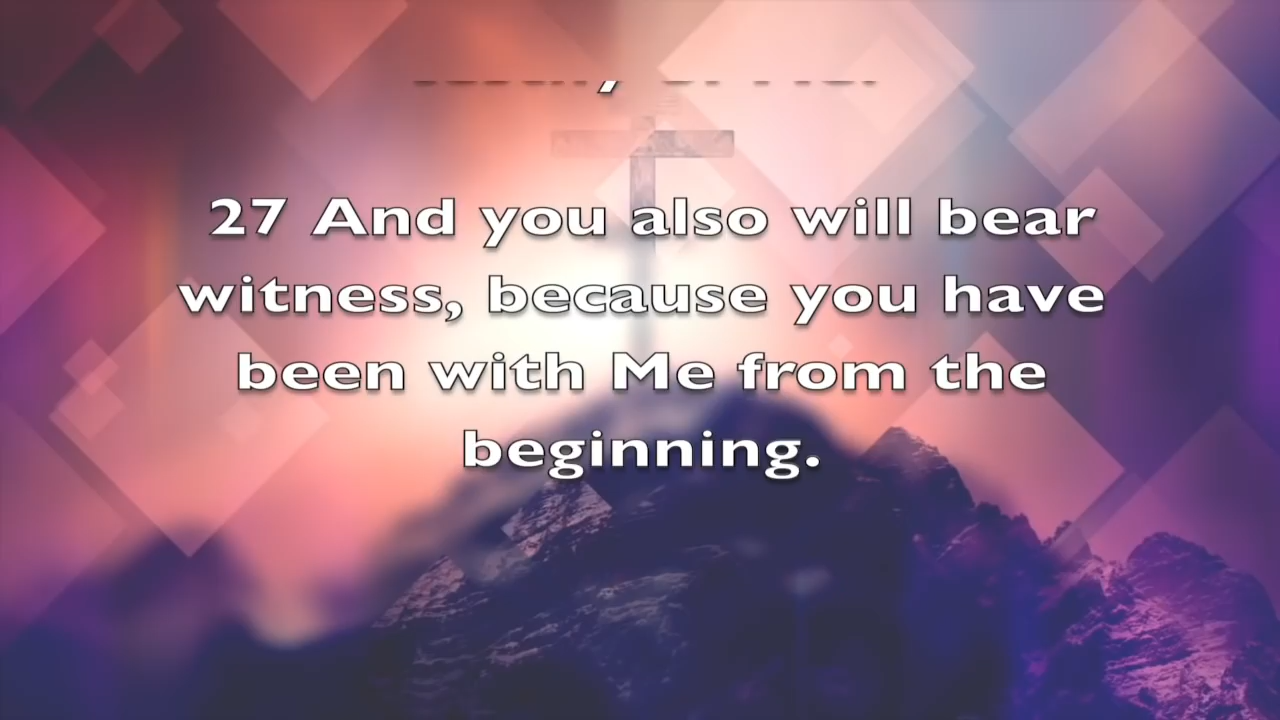 27 And you also will bear
witness, because you have
been with Me from the
beginning.